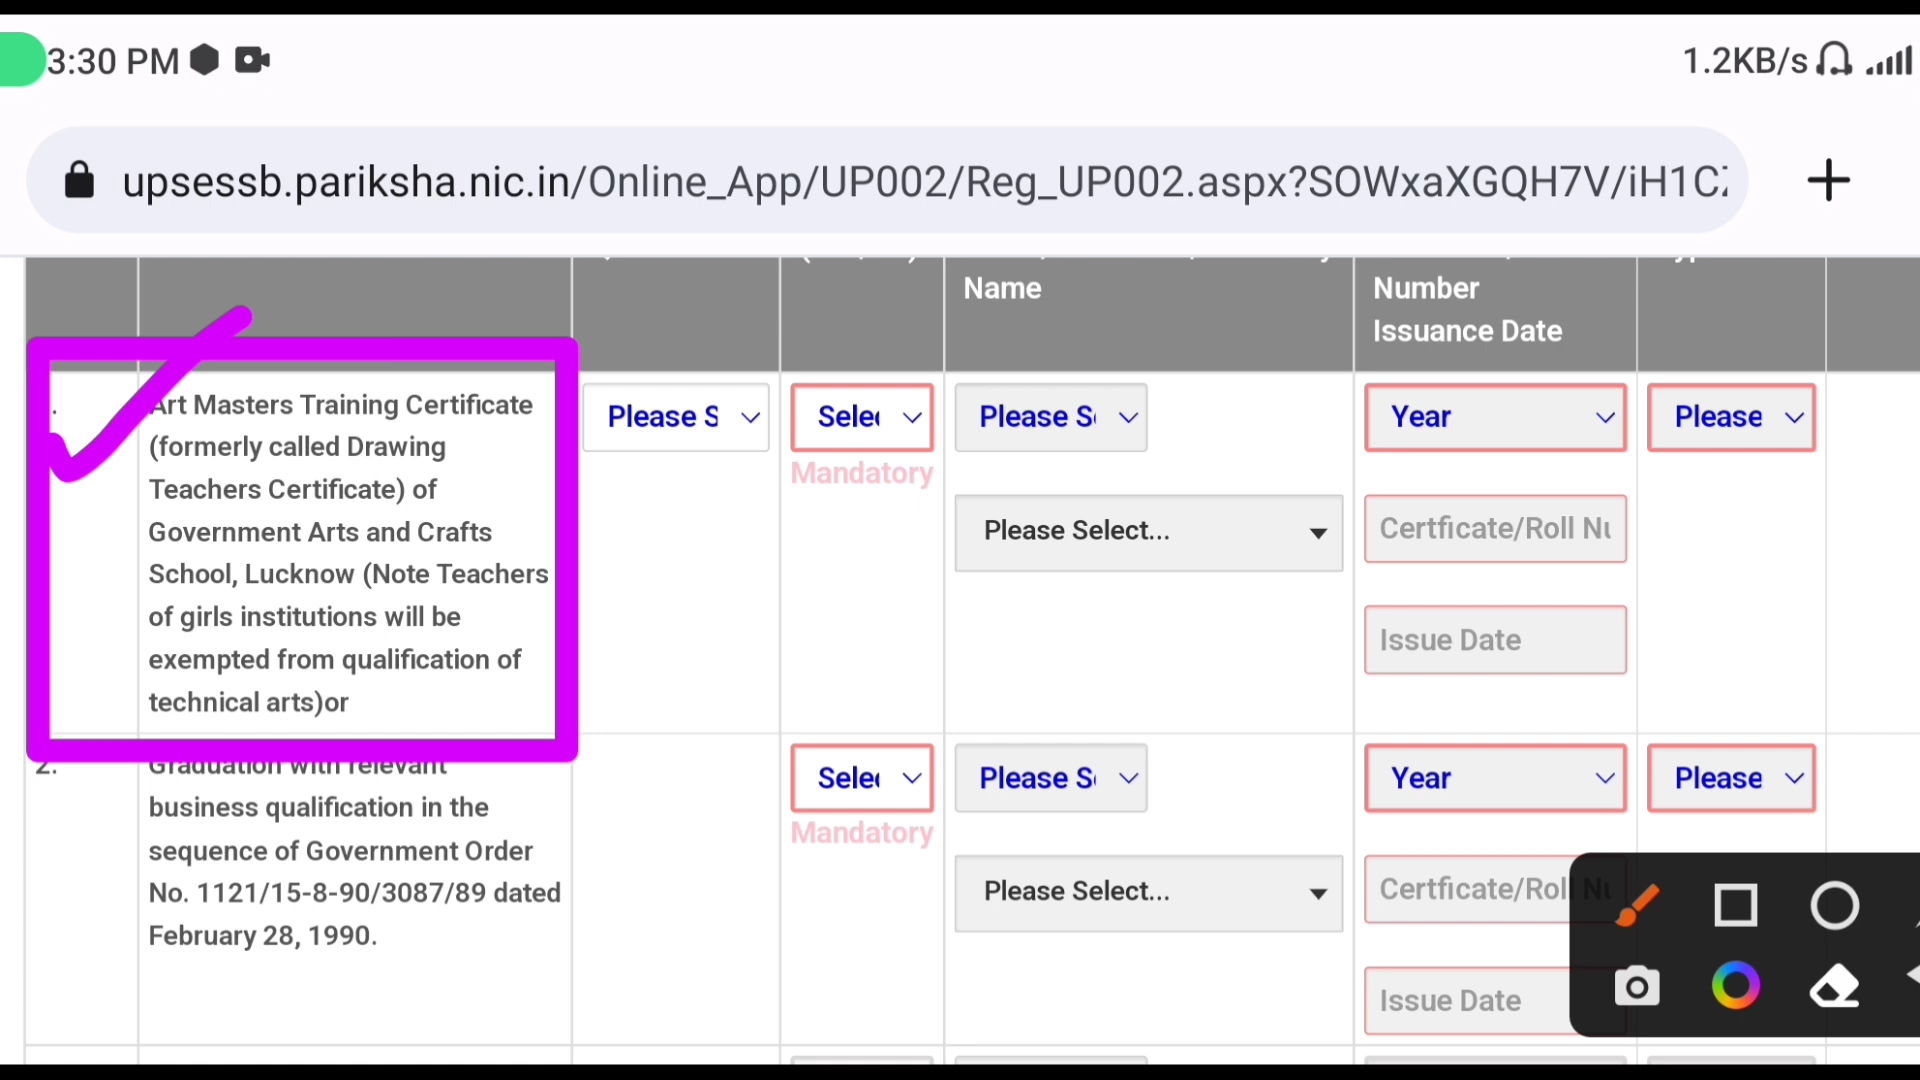 3:30 PM
1.2KB/s
upsessb.pariksha.nic.in/Online_App/UP002/Reg_UP002.aspx?SOWxaXGQH7V/iH1C
Name
Number
Issuance Date
Art Masters Training Certificate
(formerly called Drawing
Teachers Certificate) of
Government Arts and Crafts
School, Lucknow (Note Teachers
of girls institutions will be
exempted from qualification of
technical arts)or
Please S
Selec
Mandatory
Please S
Please Select...
Year
Certficate/Roll Nu
Issue Date
Please
2.
Graduation with relevant
business qualification in the
sequence of Government Order
No. 1121/15-8-90/3087/89 dated
February 28, 1990.
Selec
Mandatory
Please S
Please Select...
Year
Certficate/Roll Nu
Issue Date
Please